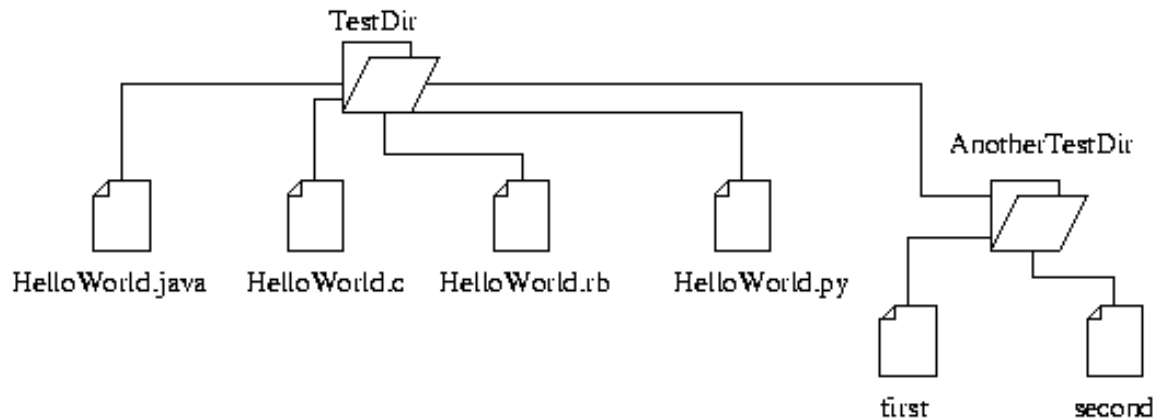 TestDir
AnotherTestDir
HelloWorld.java
HelloWorld.c
HelloWorld.rb
HelloWorld.py
first
second